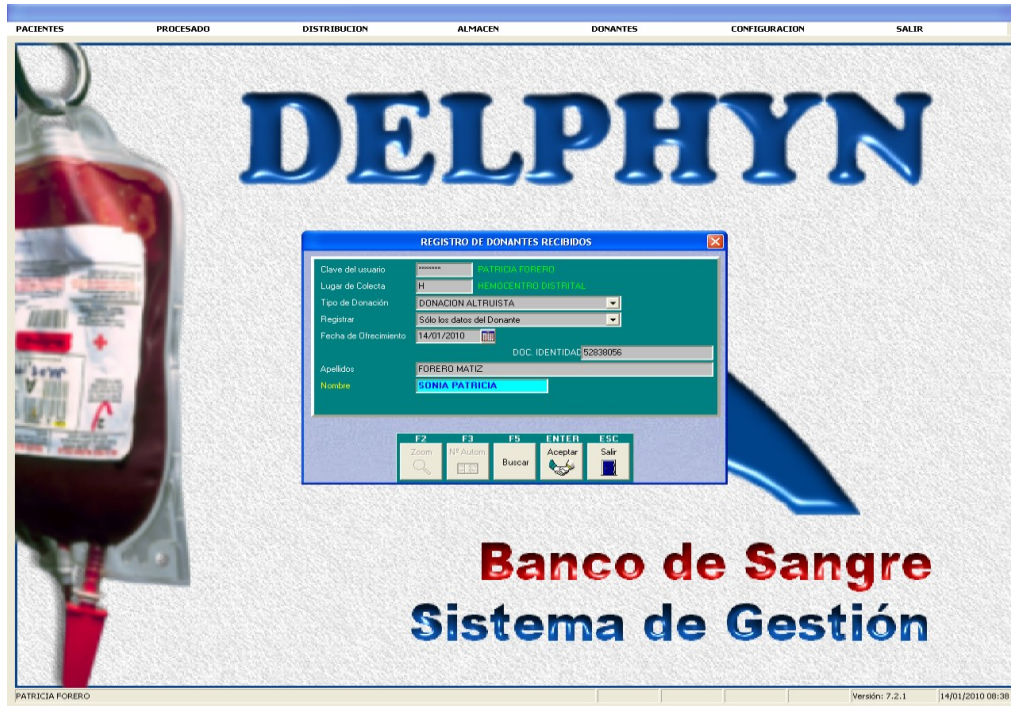 PACIENTES PROCESADO DISTRIBUCION ALMACEN DONANTES CONFIGURACION SALIR
DELPHYN
REGISTRO DE DONANTES RECIBIDOS
Clave del usuario ******* PATRICIA FORERO
Lugar de Colecta H HEMOCENTRO DISTRITAL
Tipo de Donación DONACION ALTRUISTA
Registrar Sólo los datos del Donante
Fecha de Ofrecimiento 14/01/2010
DOC. IDENTIDAD 52838056
Apellidos FORERO MATIZ
Nombre SONIA PATRICIA
F2 F3 F5 ENTER ESC
Zoom Nº Autom Buscar Aceptar Salir
Banco de Sangre
Sistema de Gestión
PATRICIA FORERO Versión: 7.2.1 14/01/2010 08:38